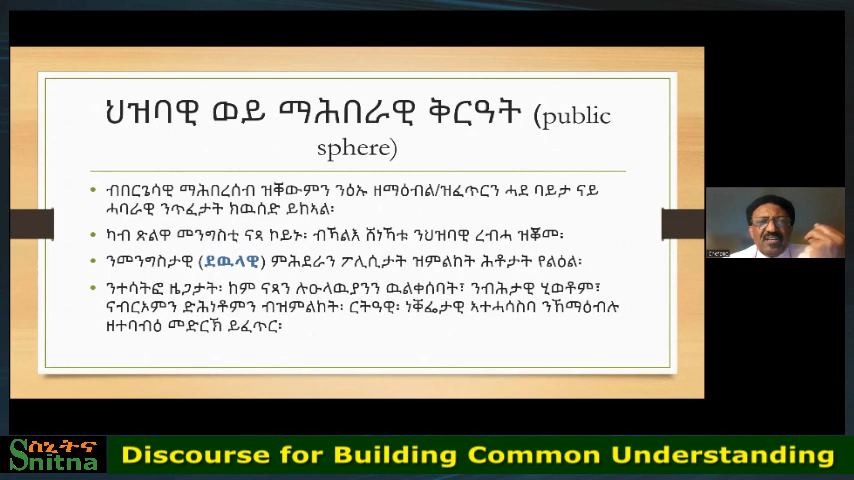 ህዝባዊ ወይ ማሕበራዊ ቅርዓት (public
sphere)
• ብበርጌሳዊ ማሕበረሰብ ዝቖውምን ንዕኡ ዘማዕብል/ዝፈጥርን ሓደ ባይታ ናይ
ሓባራዊ ንጥፈታት ክዉሰድ ይከኣል፡
• ካብ ጽልዋ መንግስቲ ናጻ ኮይኑ፡ ብኻልእ ሸነኻቱ ንህዝባዊ ረብሓ ዝቖመ፡
• ንመንግስታዊ (ደዉላዊ) ምሕደራን ፖሊሲታት ዝምልከት ሕቶታት የልዕል፡
• ንተሳትፎ ዜጋታት፡ ከም ናጻን ሉዑላዉያንን ዉልቀሰባት፣ ንብሕታዊ ሂወቶም፣
ናብርኦምን ድሕነቶምን ብዝምልከት፡ ርትዓዊ፡ ነቐፌታዊ ኣተሓሳስባ ንኸማዕብሉ
ዘተባብዕ መድርኽ ይፈጥር፡
ስኒትና
Snitna
Discourse for Building Common Understanding